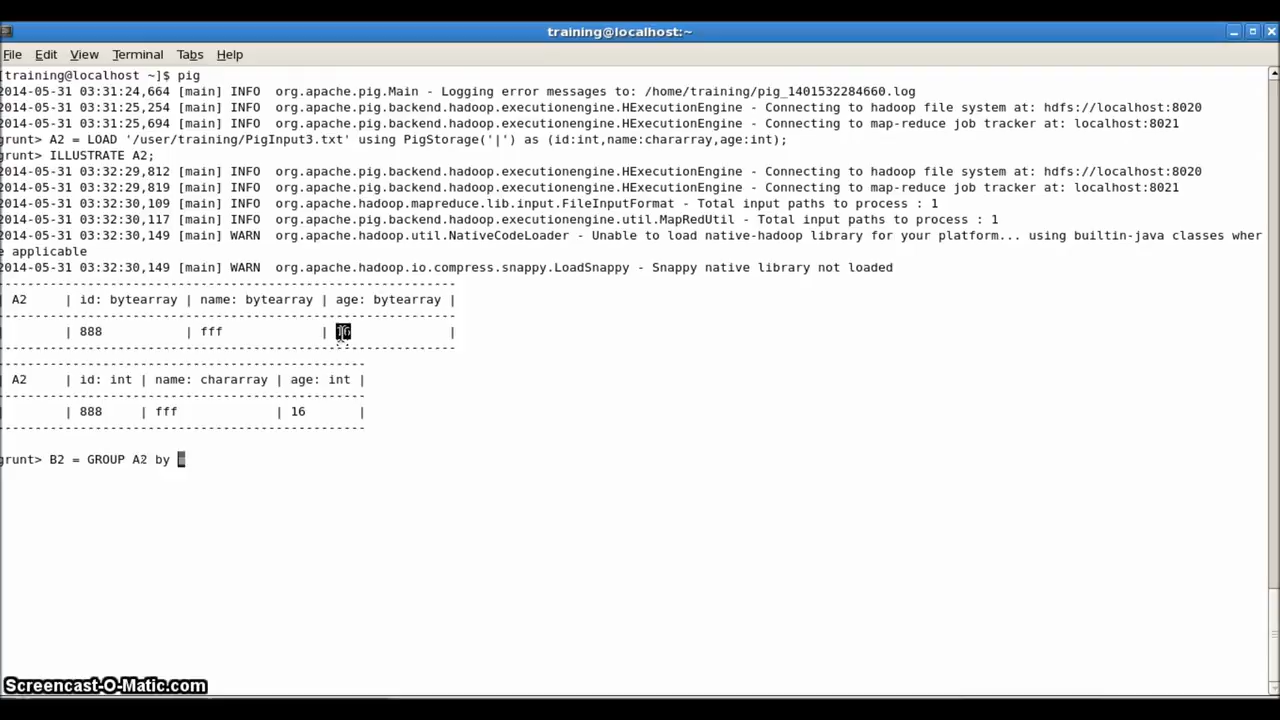 training@localhost:~
File Edit View Terminal Tabs Help
[training@localhost ~]$ pig
2014-05-31 03:31:24,664 [main] INFO  org.apache.pig.Main - Logging error messages to: /home/training/pig_1401532284660.log
2014-05-31 03:31:25,254 [main] INFO  org.apache.pig.backend.hadoop.executionengine.HExecutionEngine - Connecting to hadoop file system at: hdfs://localhost:8020
2014-05-31 03:31:25,694 [main] INFO  org.apache.pig.backend.hadoop.executionengine.HExecutionEngine - Connecting to map-reduce job tracker at: localhost:8021
grunt> A2 = LOAD '/user/training/PigInput3.txt' using PigStorage('|') as (id:int,name:chararray,age:int);
grunt> ILLUSTRATE A2;
2014-05-31 03:32:29,812 [main] INFO  org.apache.pig.backend.hadoop.executionengine.HExecutionEngine - Connecting to hadoop file system at: hdfs://localhost:8020
2014-05-31 03:32:29,819 [main] INFO  org.apache.pig.backend.hadoop.executionengine.HExecutionEngine - Connecting to map-reduce job tracker at: localhost:8021
2014-05-31 03:32:30,109 [main] INFO  org.apache.hadoop.mapreduce.lib.input.FileInputFormat - Total input paths to process : 1
2014-05-31 03:32:30,117 [main] INFO  org.apache.pig.backend.hadoop.executionengine.util.MapRedUtil - Total input paths to process : 1
2014-05-31 03:32:30,149 [main] WARN  org.apache.hadoop.util.NativeCodeLoader - Unable to load native-hadoop library for your platform... using builtin-java classes wher
e applicable
2014-05-31 03:32:30,149 [main] WARN  org.apache.hadoop.io.compress.snappy.LoadSnappy - Snappy native library not loaded
| A2     | id: bytearray | name: bytearray | age: bytearray |
|        | 888           | fff             | 16             |
| A2     | id: int | name: chararray | age: int |
|        | 888     | fff             | 16       |
grunt> B2 = GROUP A2 by
Screencast-O-Matic.com